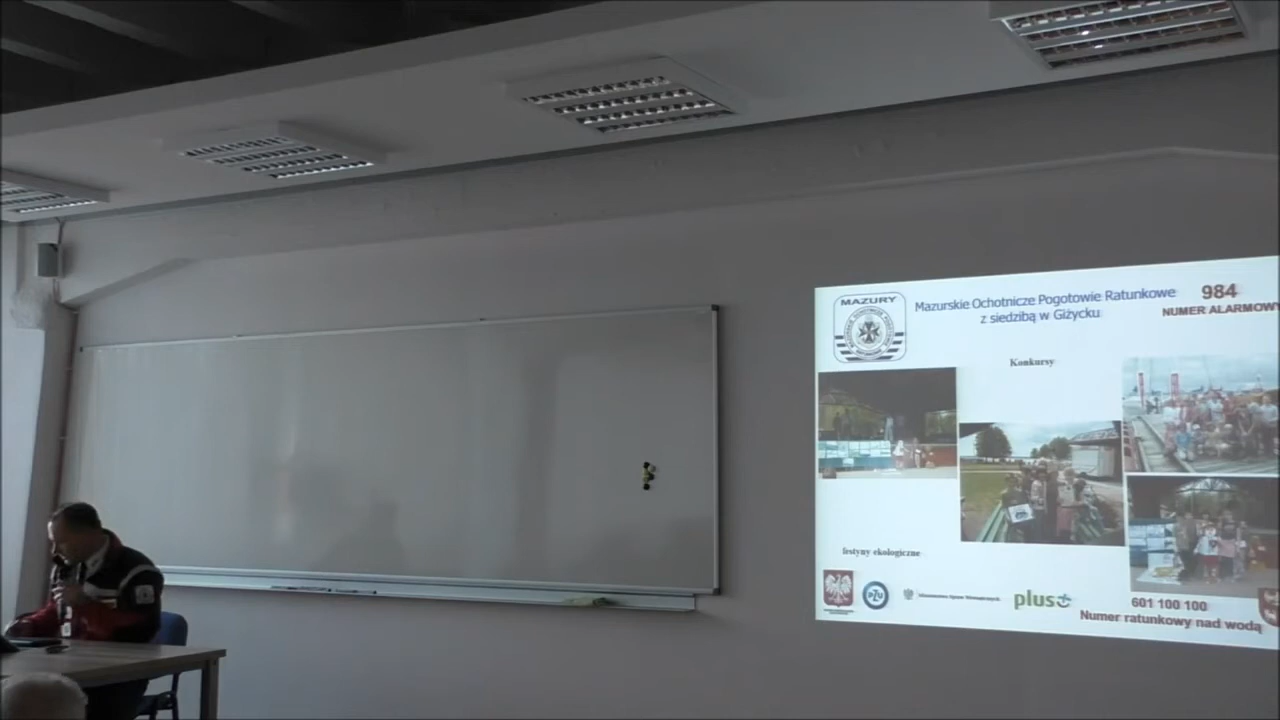 MAZURY
Mazurskie Ochotnicze Pogotowie Ratunkowe
z siedzibą w Giżycku
984
NUMER ALARMOWY
Konkursy
festyny ekologiczne
PZU
plus
601 100 100
Numer ratunkowy nad wodą